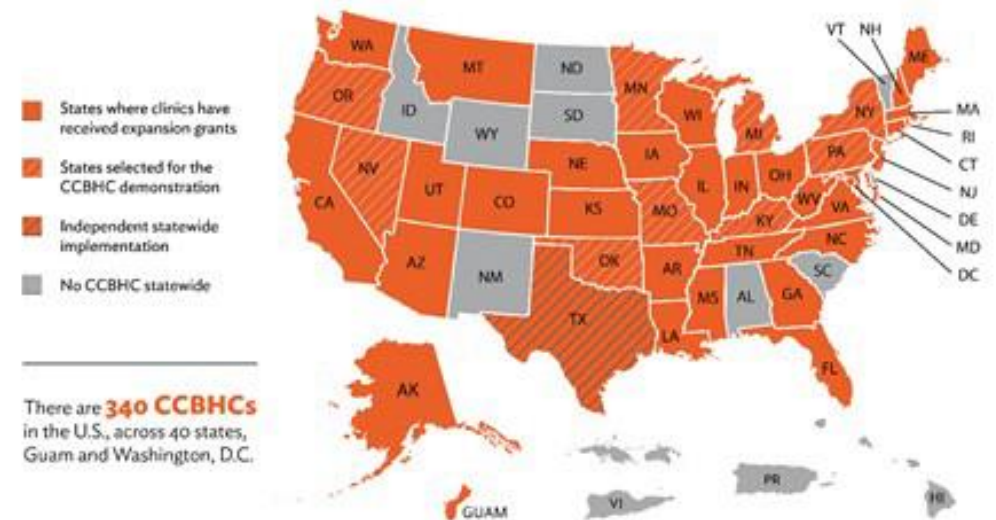 States where clinics have
received expansion grants
States selected for the
CCBHC demonstration
Independent statewide
implementation
No CCBHC statewide
There are 340 CCBHCs
in the U.S., across 40 states,
Guam and Washington, D.C.
VT NH
WA
MT
ND
MN
ME
OR
ID
SD
WI
MI
NY
MA
WY
RI
PA
CT
NV
NE
IA
NJ
UT
CO
IL
IN
OH
DE
CA
KS
MO
WV
VA
MD
KY
DC
AZ
NM
OK
AR
TN
NC
SC
TX
MS
AL
GA
LA
FL
AK
GUAM
VI
PR
HI